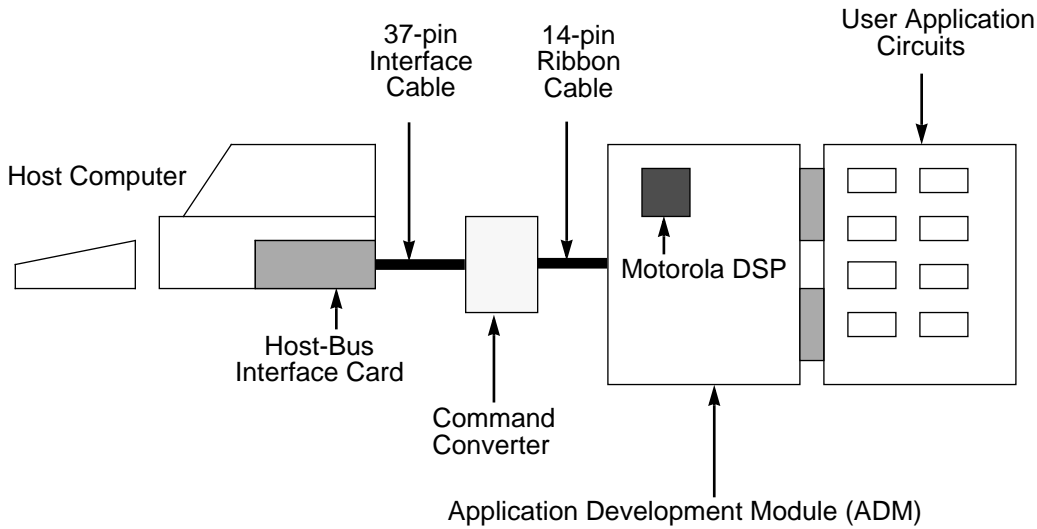 37-pin
Interface
Cable
14-pin
Ribbon
Cable
User Application
Circuits
Host Computer
Motorola DSP
Host-Bus
Interface Card
Command
Converter
Application Development Module (ADM)